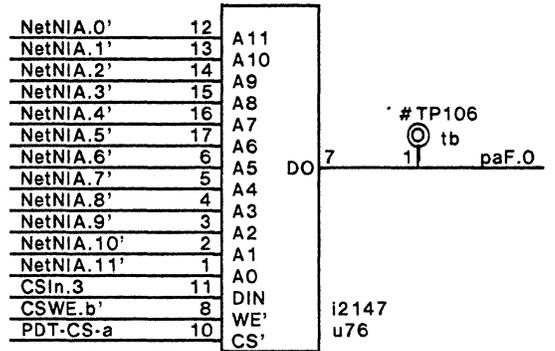 NetNIA.0' 12 A11
NetNIA.1' 13 A10
NetNIA.2' 14 A9
NetNIA.3' 15 A8
NetNIA.4' 16 A7
NetNIA.5' 17 A6
NetNIA.6' 6 A5 DO 7 1 paF.0
NetNIA.7' 5 A4
NetNIA.8' 4 A3
NetNIA.9' 3 A2
NetNIA.10' 2 A1
NetNIA.11' 1 A0
CSIn.3 11 DIN
CSWE.b' 8 WE'
PDT-CS-a 10 CS'
#TP106
tb
i2147
u76